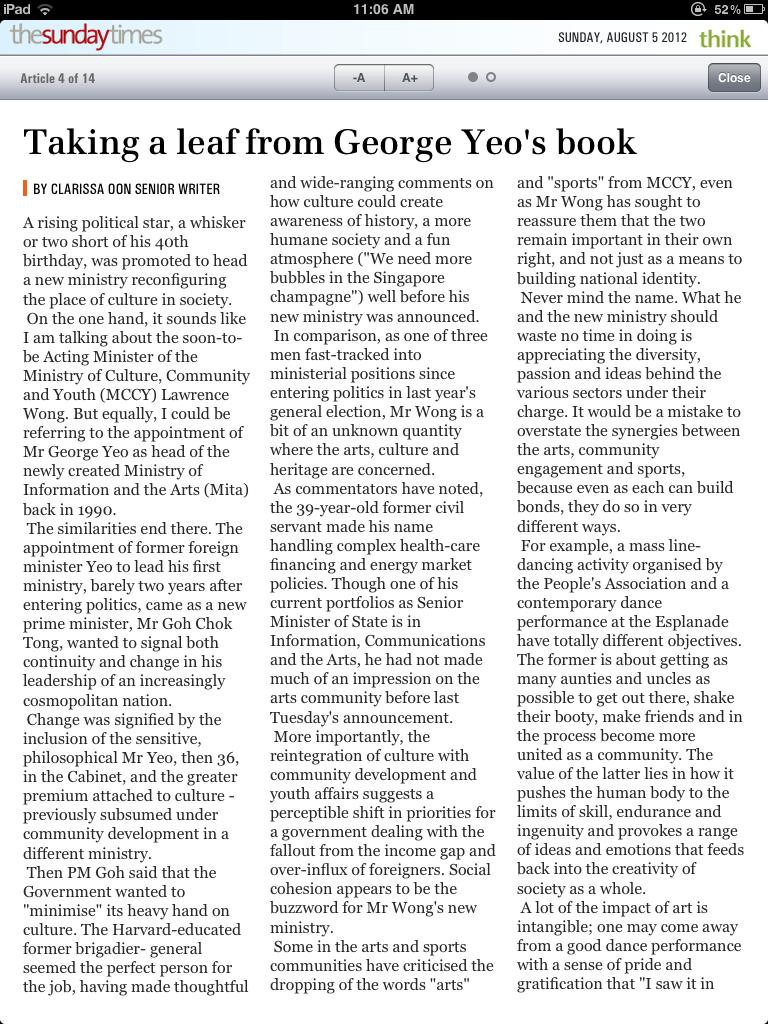 iPad
11:06 AM
52%
thesundaytimes
SUNDAY, AUGUST 5 2012
think
Article 4 of 14
-A
A+
Close
Taking a leaf from George Yeo's book
BY CLARISSA OON SENIOR WRITER
A rising political star, a whisker
or two short of his 40th
birthday, was promoted to head
a new ministry reconfiguring
the place of culture in society.
On the one hand, it sounds like
I am talking about the soon-to-
be Acting Minister of the
Ministry of Culture, Community
and Youth (MCCY) Lawrence
Wong. But equally, I could be
referring to the appointment of
Mr George Yeo as head of the
newly created Ministry of
Information and the Arts (Mita)
back in 1990.
The similarities end there. The
appointment of former foreign
minister Yeo to lead his first
ministry, barely two years after
entering politics, came as a new
prime minister, Mr Goh Chok
Tong, wanted to signal both
continuity and change in his
leadership of an increasingly
cosmopolitan nation.
Change was signified by the
inclusion of the sensitive,
philosophical Mr Yeo, then 36,
in the Cabinet, and the greater
premium attached to culture -
previously subsumed under
community development in a
different ministry.
Then PM Goh said that the
Government wanted to
"minimise" its heavy hand on
culture. The Harvard-educated
former brigadier- general
seemed the perfect person for
the job, having made thoughtful
and wide-ranging comments on
how culture could create
awareness of history, a more
humane society and a fun
atmosphere ("We need more
bubbles in the Singapore
champagne") well before his
new ministry was announced.
In comparison, as one of three
men fast-tracked into
ministerial positions since
entering politics in last year's
general election, Mr Wong is a
bit of an unknown quantity
where the arts, culture and
heritage are concerned.
As commentators have noted,
the 39-year-old former civil
servant made his name
handling complex health-care
financing and energy market
policies. Though one of his
current portfolios as Senior
Minister of State is in
Information, Communications
and the Arts, he had not made
much of an impression on the
arts community before last
Tuesday's announcement.
More importantly, the
reintegration of culture with
community development and
youth affairs suggests a
perceptible shift in priorities for
a government dealing with the
fallout from the income gap and
over-influx of foreigners. Social
cohesion appears to be the
buzzword for Mr Wong's new
ministry.
Some in the arts and sports
communities have criticised the
dropping of the words "arts"
and "sports" from MCCY, even
as Mr Wong has sought to
reassure them that the two
remain important in their own
right, and not just as a means to
building national identity.
Never mind the name. What he
and the new ministry should
waste no time in doing is
appreciating the diversity,
passion and ideas behind the
various sectors under their
charge. It would be a mistake to
overstate the synergies between
the arts, community
engagement and sports,
because even as each can build
bonds, they do so in very
different ways.
For example, a mass line-
dancing activity organised by
the People's Association and a
contemporary dance
performance at the Esplanade
have totally different objectives.
The former is about getting as
many aunties and uncles as
possible to get out there, shake
their booty, make friends and in
the process become more
united as a community. The
value of the latter lies in how it
pushes the human body to the
limits of skill, endurance and
ingenuity and provokes a range
of ideas and emotions that feeds
back into the creativity of
society as a whole.
A lot of the impact of art is
intangible; one may come away
from a good dance performance
with a sense of pride and
gratification that "I saw it in